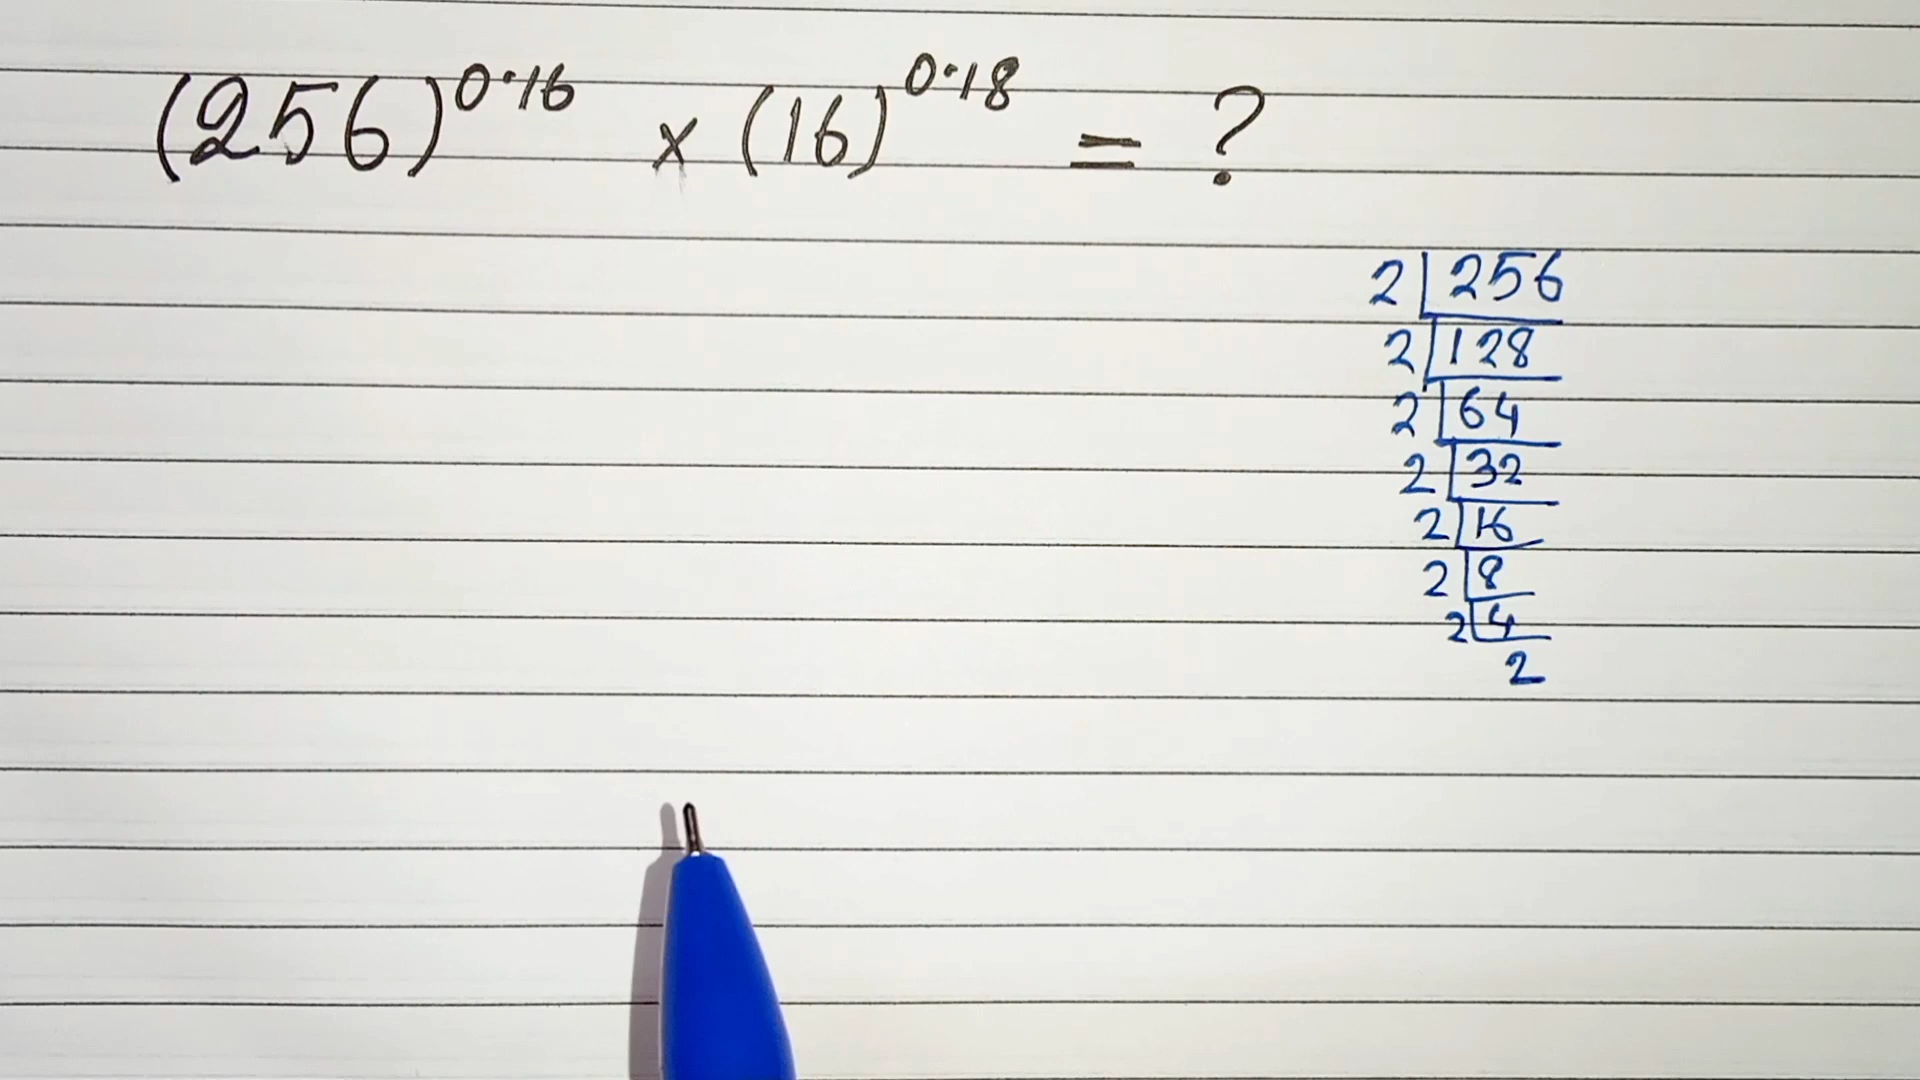 (256)^0.16 × (16)^0.18 = ?
2 | 256
2 | 128
2 | 64
2 | 32
2 | 16
2 | 8
2 | 4
2